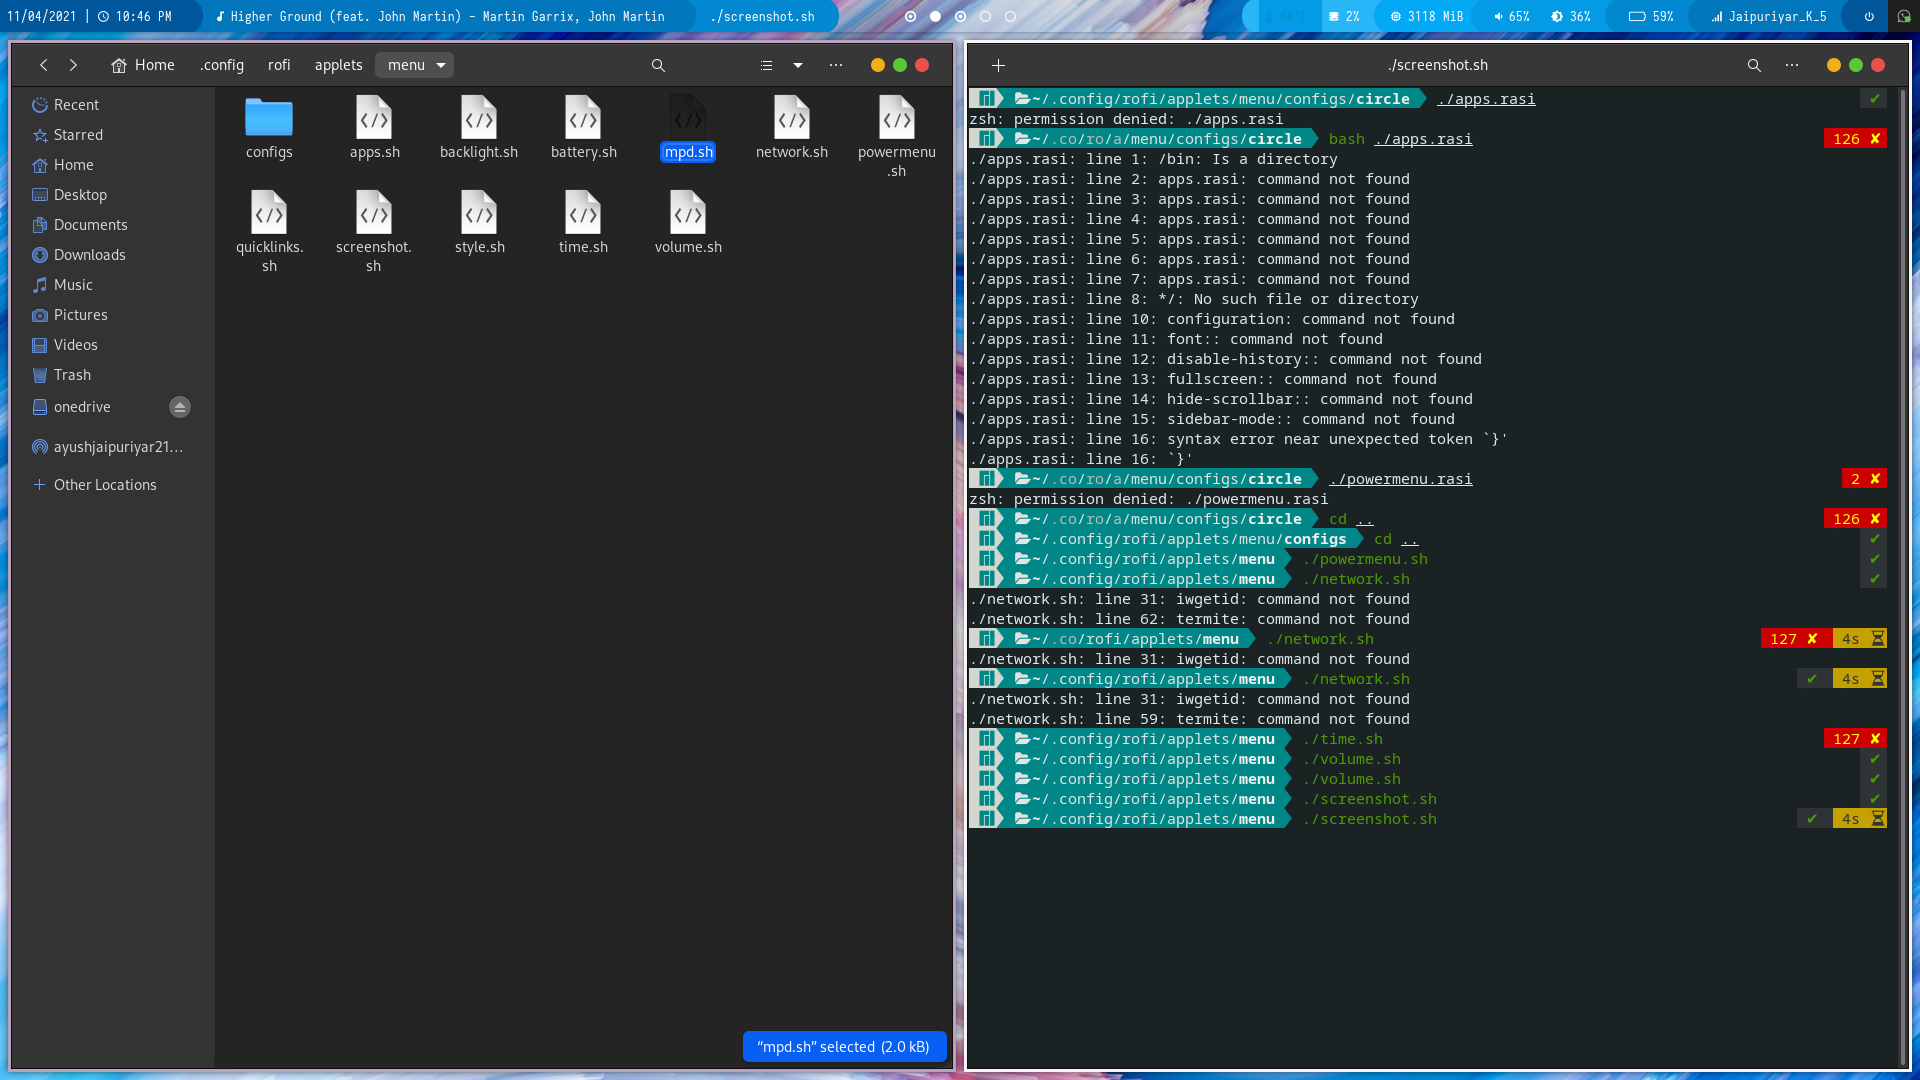 11/04/2021 | 10:46 PM
Higher Ground (feat. John Martin) - Martin Garrix, John Martin
./screenshot.sh
68°C
2%
3118 MiB
65%
36%
59%
Jaipuriyar_K_5
Home
.config
rofi
applets
menu
Recent
Starred
Home
Desktop
Documents
Downloads
Music
Pictures
Videos
Trash
onedrive
ayushjaipuriyar21...
Other Locations
configs
apps.sh
backlight.sh
battery.sh
mpd.sh
network.sh
powermenu
.sh
quicklinks.
sh
screenshot.
sh
style.sh
time.sh
volume.sh
“mpd.sh” selected (2.0 kB)
./screenshot.sh
~/.config/rofi/applets/menu/configs/circle ./apps.rasi ✔
zsh: permission denied: ./apps.rasi
~/.co/ro/a/menu/configs/circle bash ./apps.rasi 126 ✘
./apps.rasi: line 1: /bin: Is a directory
./apps.rasi: line 2: apps.rasi: command not found
./apps.rasi: line 3: apps.rasi: command not found
./apps.rasi: line 4: apps.rasi: command not found
./apps.rasi: line 5: apps.rasi: command not found
./apps.rasi: line 6: apps.rasi: command not found
./apps.rasi: line 7: apps.rasi: command not found
./apps.rasi: line 8: */: No such file or directory
./apps.rasi: line 10: configuration: command not found
./apps.rasi: line 11: font:: command not found
./apps.rasi: line 12: disable-history:: command not found
./apps.rasi: line 13: fullscreen:: command not found
./apps.rasi: line 14: hide-scrollbar:: command not found
./apps.rasi: line 15: sidebar-mode:: command not found
./apps.rasi: line 16: syntax error near unexpected token `}'
./apps.rasi: line 16: `}'
~/.co/ro/a/menu/configs/circle ./powermenu.rasi 2 ✘
zsh: permission denied: ./powermenu.rasi
~/.co/ro/a/menu/configs/circle cd .. 126 ✘
~/.config/rofi/applets/menu/configs cd .. ✔
~/.config/rofi/applets/menu ./powermenu.sh ✔
~/.config/rofi/applets/menu ./network.sh ✔
./network.sh: line 31: iwgetid: command not found
./network.sh: line 62: termite: command not found
~/.co/rofi/applets/menu ./network.sh 127 ✘ 4s
./network.sh: line 31: iwgetid: command not found
~/.config/rofi/applets/menu ./network.sh ✔ 4s
./network.sh: line 31: iwgetid: command not found
./network.sh: line 59: termite: command not found
~/.config/rofi/applets/menu ./time.sh 127 ✘
~/.config/rofi/applets/menu ./volume.sh ✔
~/.config/rofi/applets/menu ./volume.sh ✔
~/.config/rofi/applets/menu ./screenshot.sh ✔
~/.config/rofi/applets/menu ./screenshot.sh ✔ 4s